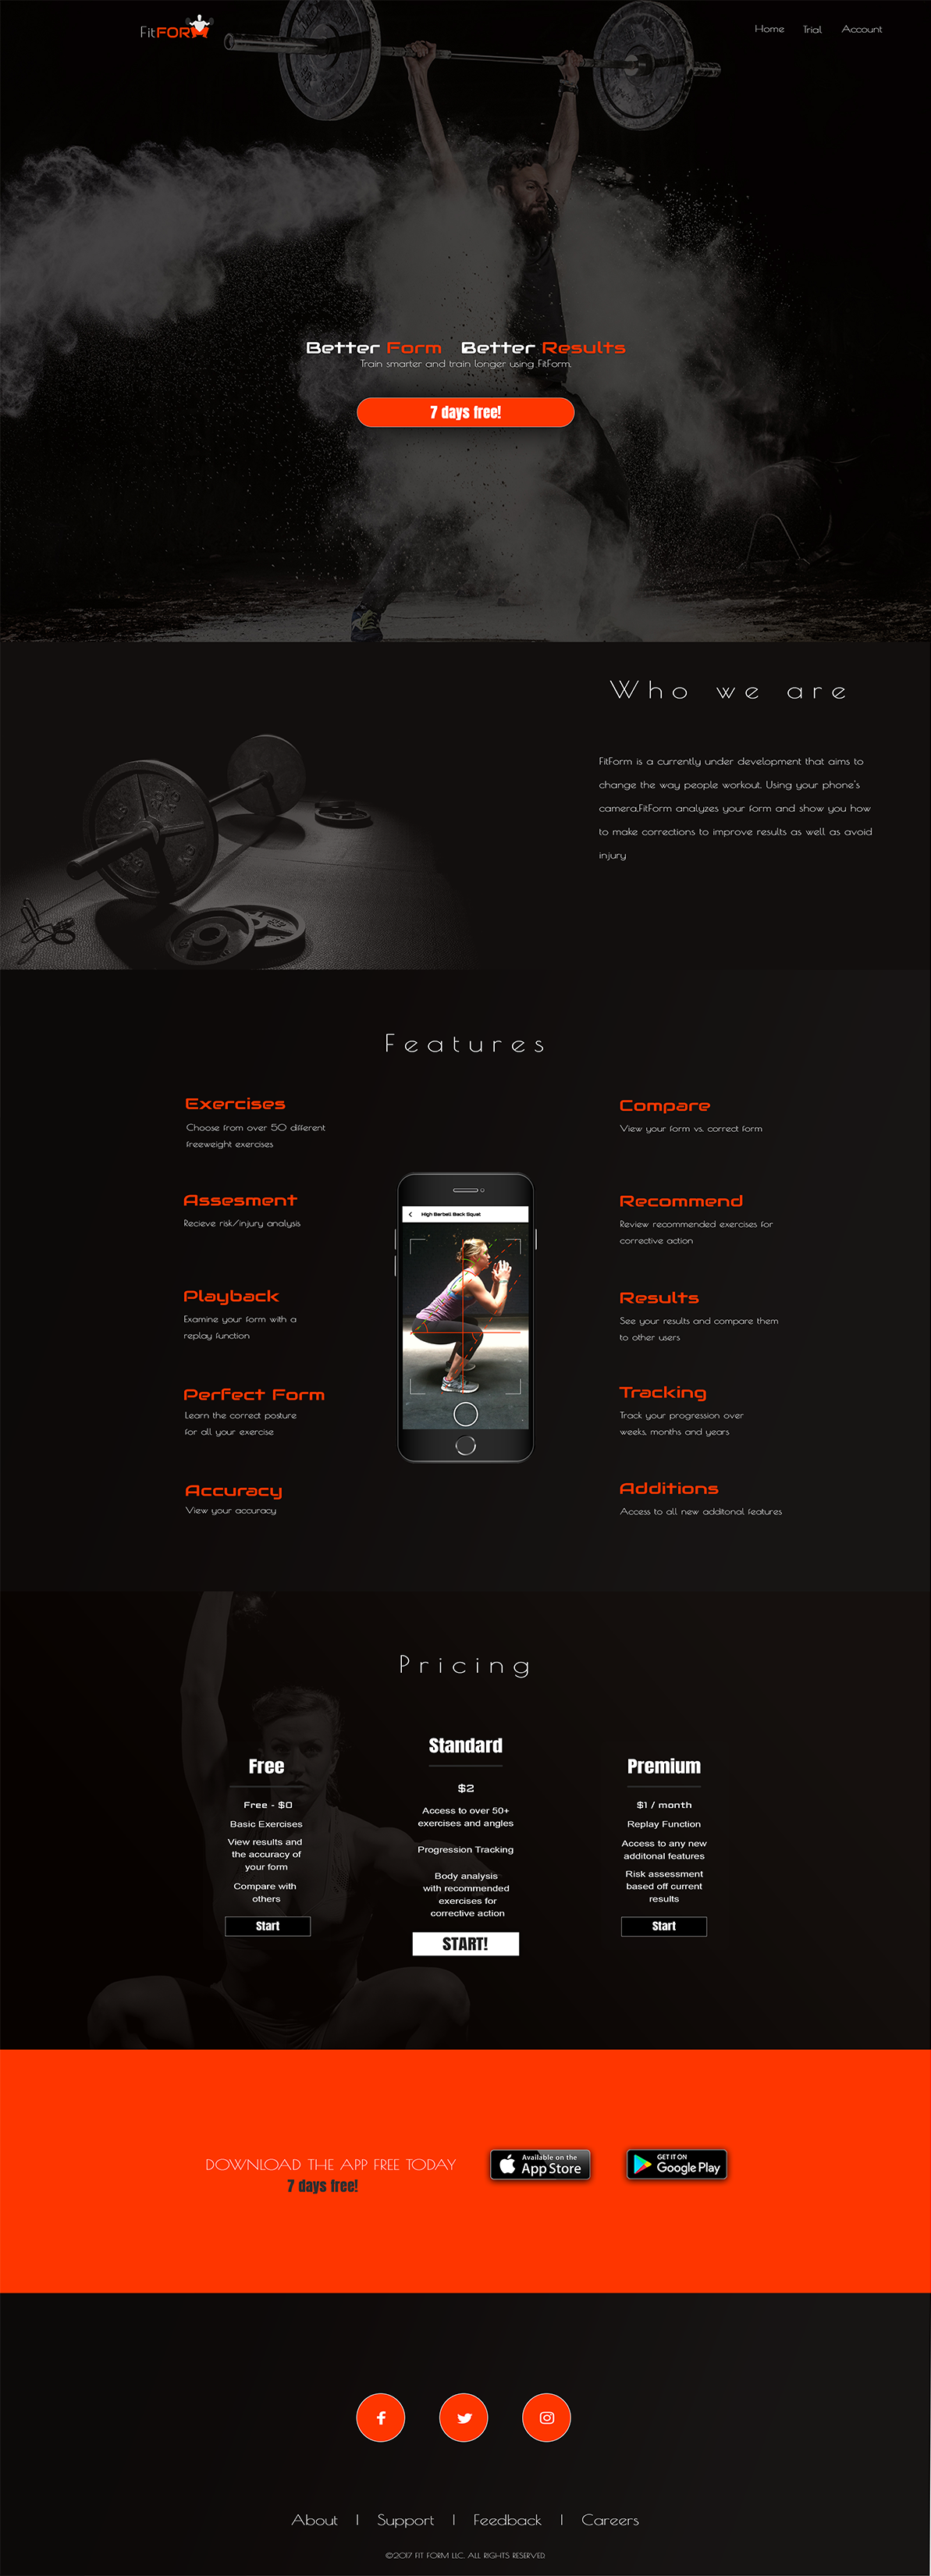 FitFORM
Home Trial Account
Better Form Better Results
Train smarter and train longer using FitForm.
7 days free!
Who we are
FitForm is a currently under development that aims to
change the way people workout. Using your phone's
camera,FitForm analyzes your form and show you how
to make corrections to improve results as well as avoid
injury
Features
Exercises
Choose from over 50 different
freeweight exercises
Assesment
Recieve risk/injury analysis
Playback
Examine your form with a
replay function
Perfect Form
Learn the correct posture
for all your exercise
Accuracy
View your accuracy
High Barbell Back Squat
Compare
View your form vs. correct form
Recommend
Review recommended exercises for
corrective action
Results
See your results and compare them
to other users
Tracking
Track your progression over
weeks, months and years
Additions
Access to all new additonal features
Pricing
Free
Free - $0
Basic Exercises
View results and
the accuracy of
your form
Compare with
others
Start
Standard
$2
Access to over 50+
exercises and angles
Progression Tracking
Body analysis
with recommended
exercises for
corrective action
START!
Premium
$1 / month
Replay Function
Access to any new
additonal features
Risk assessment
based off current
results
Start
DOWNLOAD THE APP FREE TODAY
7 days free!
Available on the
App Store
GET IT ON
Google Play
About | Support | Feedback | Careers
©2017 FIT FORM LLC. ALL RIGHTS RESERVED